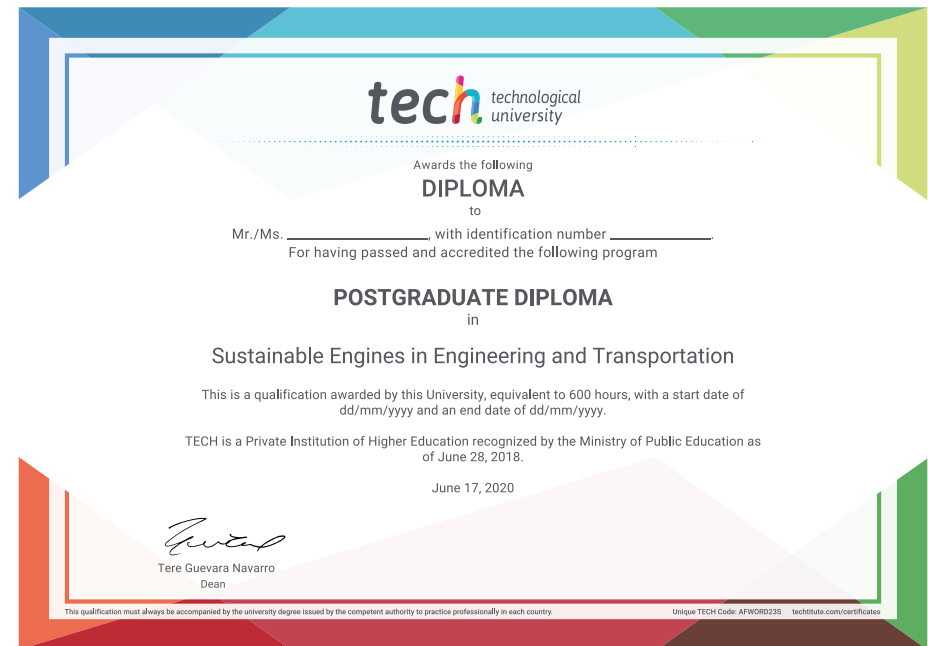 tech technological
university
Awards the following
DIPLOMA
to
Mr./Ms. ____________________, with identification number ______________.
For having passed and accredited the following program
POSTGRADUATE DIPLOMA
in
Sustainable Engines in Engineering and Transportation
This is a qualification awarded by this University, equivalent to 600 hours, with a start date of
dd/mm/yyyy and an end date of dd/mm/yyyy.
TECH is a Private Institution of Higher Education recognized by the Ministry of Public Education as
of June 28, 2018.
June 17, 2020
Tere Guevara Navarro
Dean
This qualification must always be accompanied by the university degree issued by the competent authority to practice professionally in each country. Unique TECH Code: AFWORD23S techtitute.com/certificates